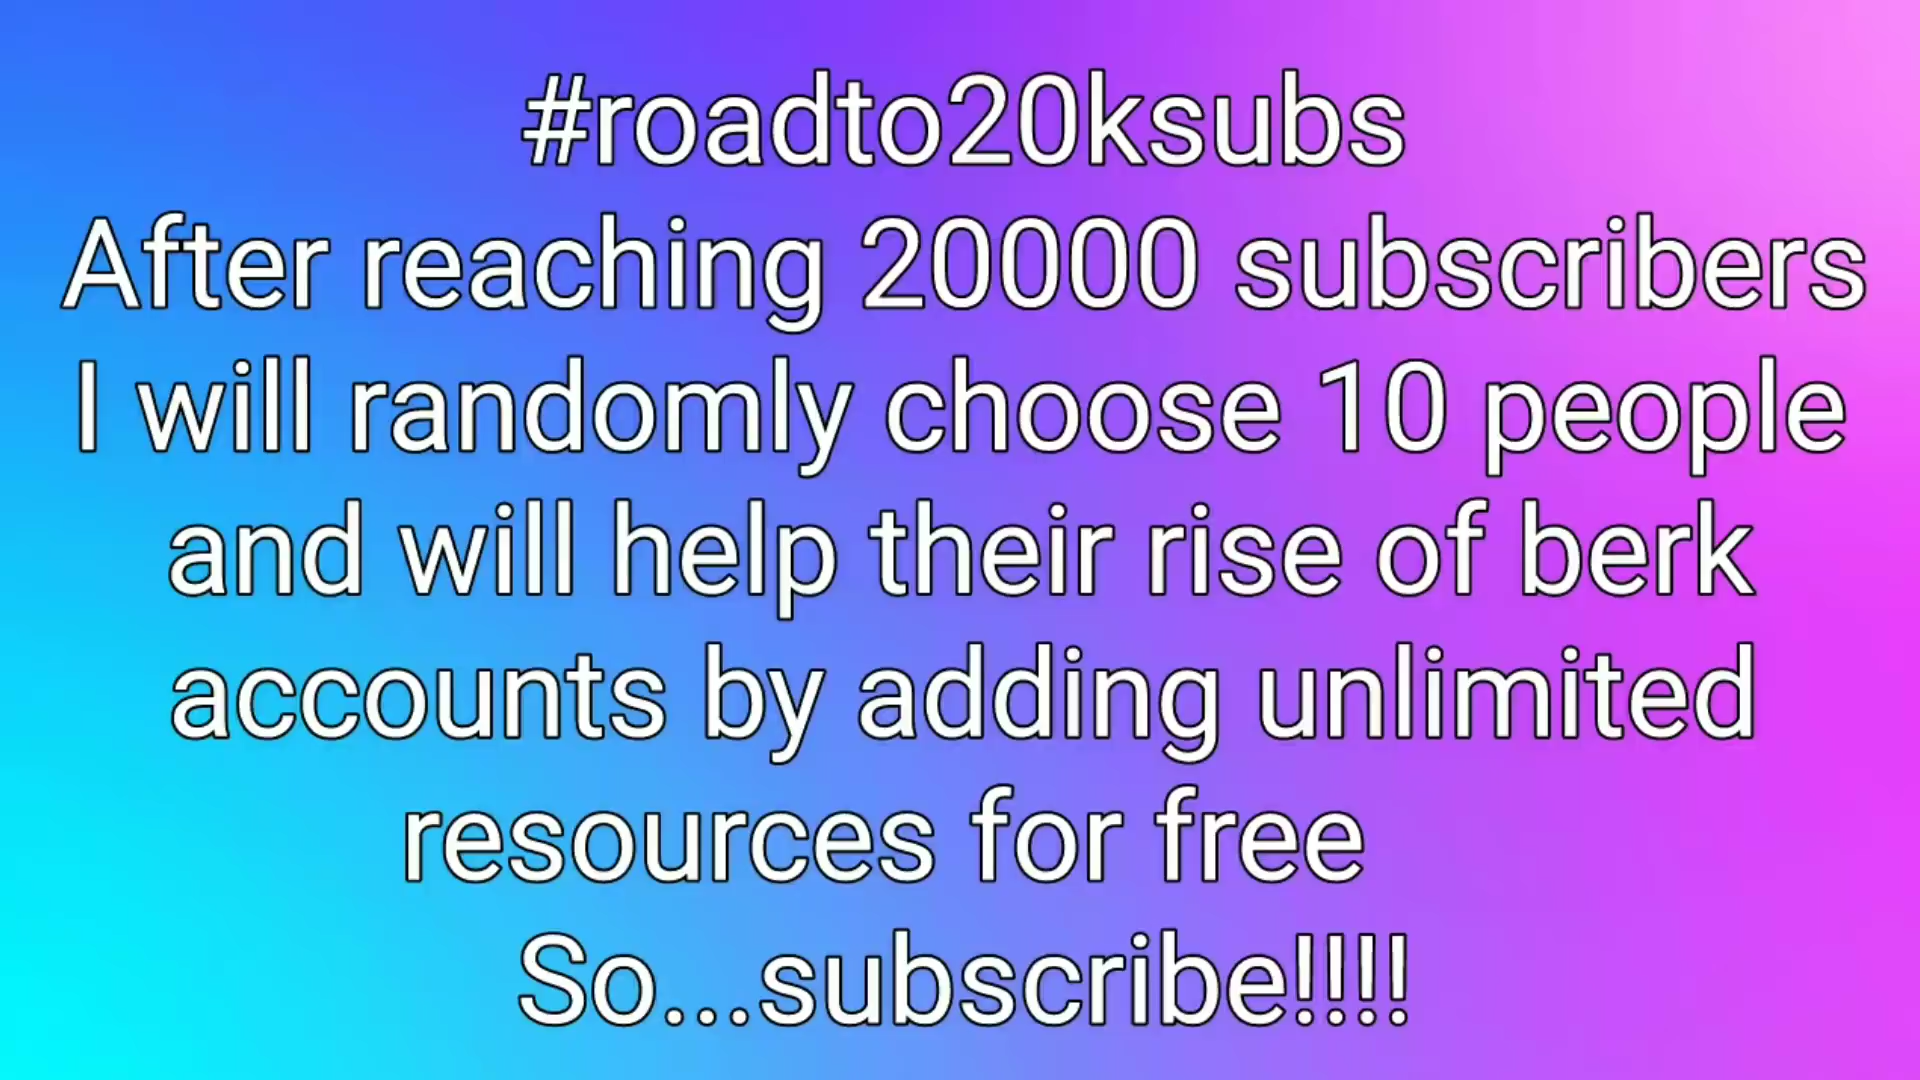 #roadto20ksubs
After reaching 20000 subscribers
I will randomly choose 10 people
and will help their rise of berk
accounts by adding unlimited
resources for free
So...subscribe!!!!